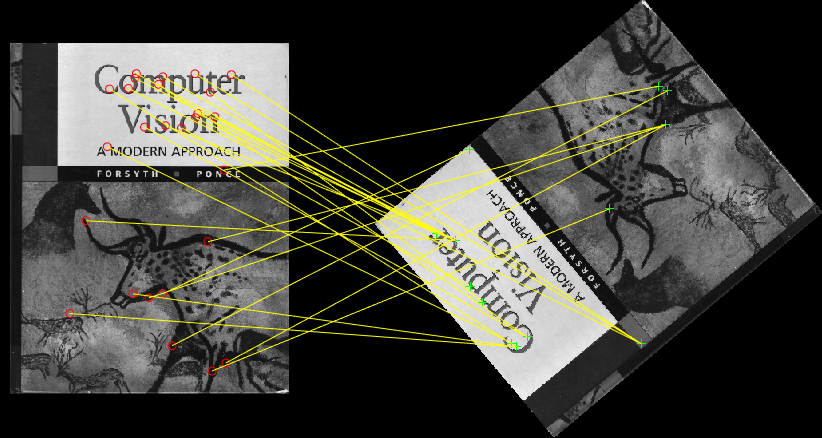 Computer
Vision
A MODERN APPROACH
FORSYTH PONCE
Computer
Vision
A MODERN APPROACH
FORSYTH PONCE